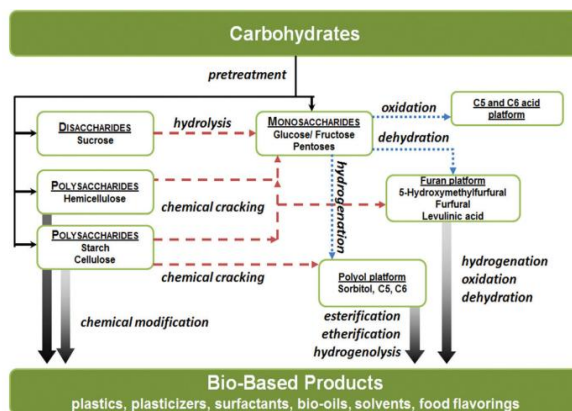 Carbohydrates
pretreatment
DISACCHARIDES
Sucrose
hydrolysis
MONOSACCHARIDES
Glucose/ Fructose
Pentoses
oxidation
C5 and C6 acid
platform
dehydration
POLYSACCHARIDES
Hemicellulose
chemical cracking
hydrogenation
Furan platform
5-Hydroxymethylfurfural
Furfural
Levulinic acid
POLYSACCHARIDES
Starch
Cellulose
chemical cracking
Polyol platform
Sorbitol, C5, C6
hydrogenation
oxidation
dehydration
chemical modification
esterification
etherification
hydrogenolysis
Bio-Based Products
plastics, plasticizers, surfactants, bio-oils, solvents, food flavorings